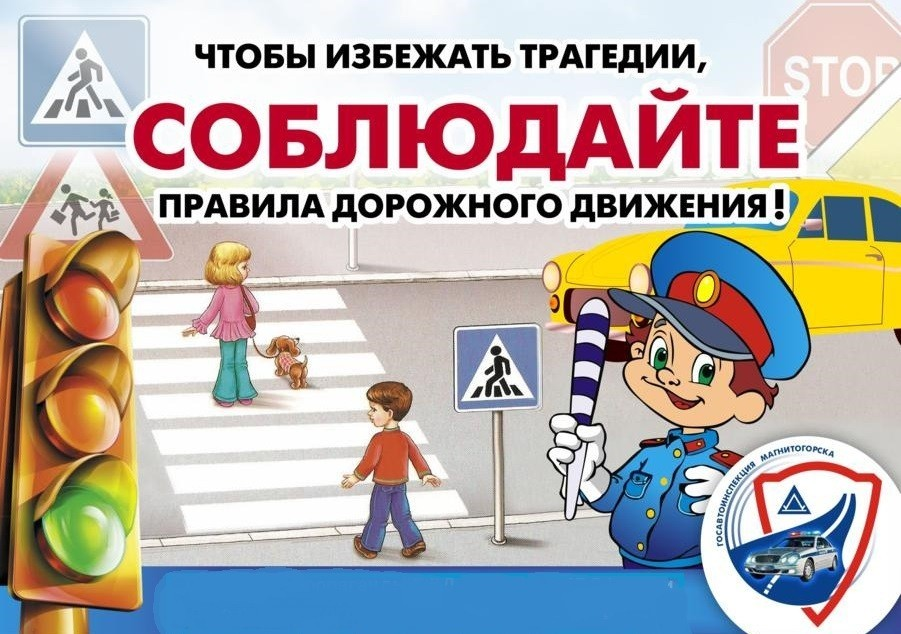 ЧТОБЫ ИЗБЕЖАТЬ ТРАГЕДИИ,
СОБЛЮДАЙТЕ
ПРАВИЛА ДОРОЖНОГО ДВИЖЕНИЯ!
STOP
ГОСАВТОИНСПЕКЦИЯ МАГНИТОГОРСКА